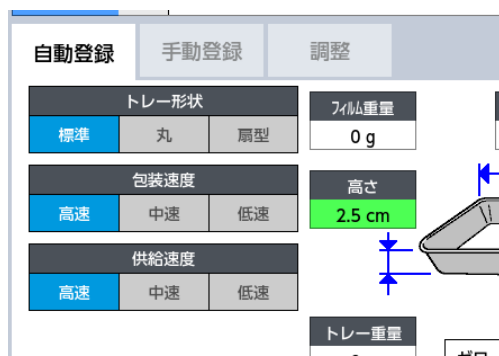 自動登録 手動登録 調整
トレー形状
標準 丸 扇型
フィルム重量
0 g
包装速度
高速 中速 低速
高さ
2.5 cm
供給速度
高速 中速 低速
トレー重量